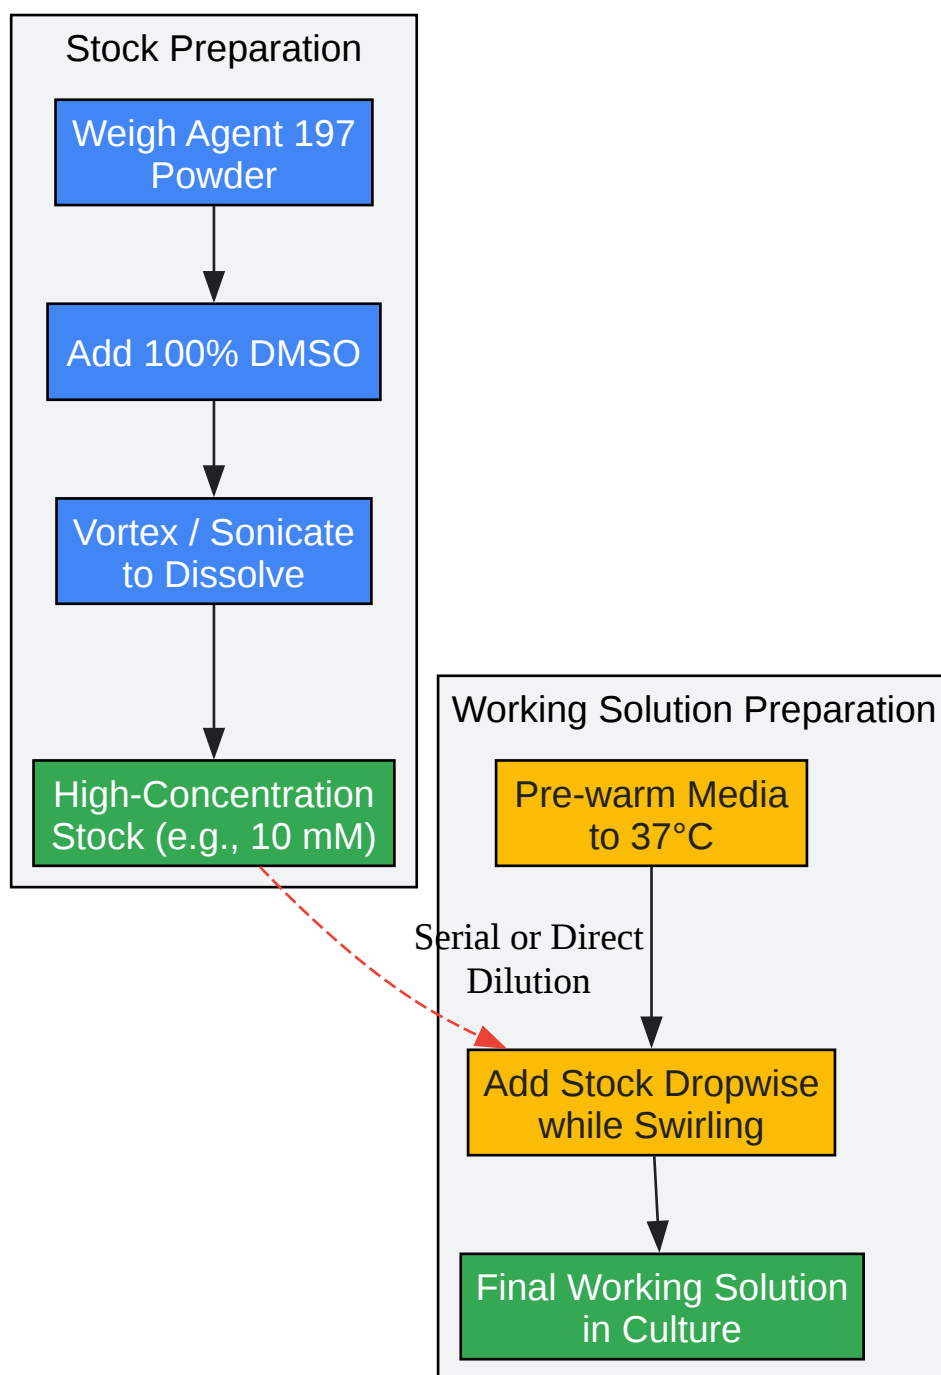 Stock Preparation
Weigh Agent 197
Powder
Add 100% DMSO
Vortex / Sonicate
to Dissolve
High-Concentration
Stock (e.g., 10 mM)
Working Solution Preparation
Pre-warm Media
to 37°C
Serial or Direct
Dilution
Add Stock Dropwise
while Swirling
Final Working Solution
in Culture